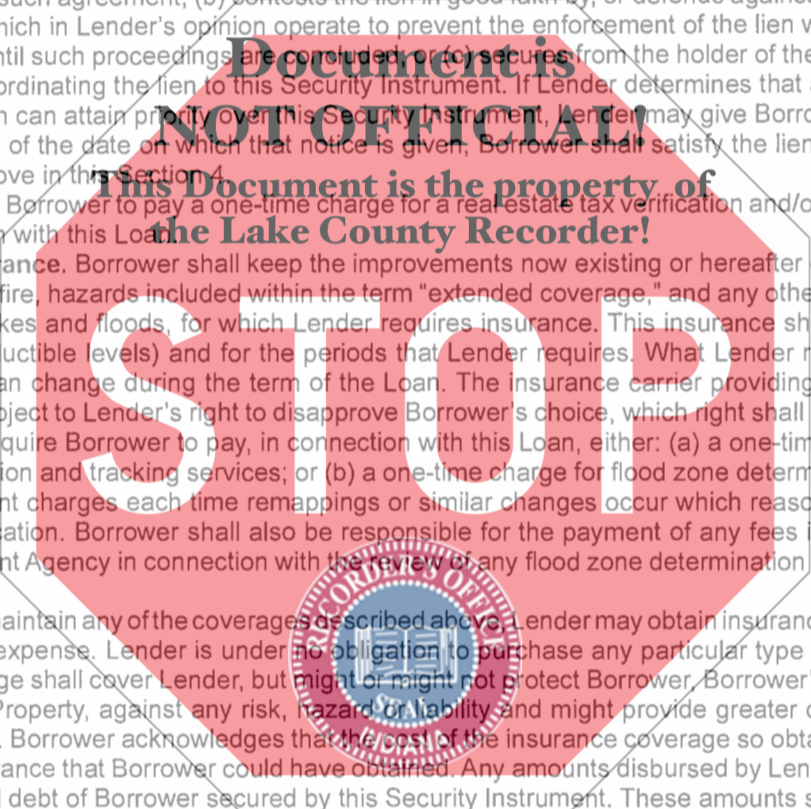 such agreement; (b) contests the lien in good faith by, or defends against
hich in Lender's opinion operate to prevent the enforcement of the lien w
Document is
til such proceedings are concluded; or (c) secures from the holder of the
rdinating the lien to this Security Instrument. If Lender determines that
NOT OFFICIAL!
n can attain priority over this Security Instrument, Lender may give Borro
of the date on which that notice is given, Borrower shall satisfy the lien
ove in this Section 4.
This Document is the property of
Borrower to pay a one-time charge for a real estate tax verification and/o
with this Loan.
the Lake County Recorder!
ance. Borrower shall keep the improvements now existing or hereafter
fire, hazards included within the term "extended coverage," and any othe
kes and floods, for which Lender requires insurance. This insurance sh
uctible levels) and for the periods that Lender requires. What Lender
an change during the term of the Loan. The insurance carrier providing
STOP
bject to Lender's right to disapprove Borrower's choice, which right shall
quire Borrower to pay, in connection with this Loan, either: (a) a one-tim
ion and tracking services; or (b) a one-time charge for flood zone determ
nt charges each time remappings or similar changes occur which reaso
cation. Borrower shall also be responsible for the payment of any fees
nt Agency in connection with the review of any flood zone determination
RECORDER'S OFFICE
aintain any of the coverages described above, Lender may obtain insuranc
expense. Lender is under no obligation to purchase any particular type
ge shall cover Lender, but might or might not protect Borrower, Borrower'
Property, against any risk, hazard or liability and might provide greater
SEAL
INDIANA
Borrower acknowledges that the cost of the insurance coverage so obta
ance that Borrower could have obtained. Any amounts disbursed by Len
debt of Borrower secured by this Security Instrument. These amounts